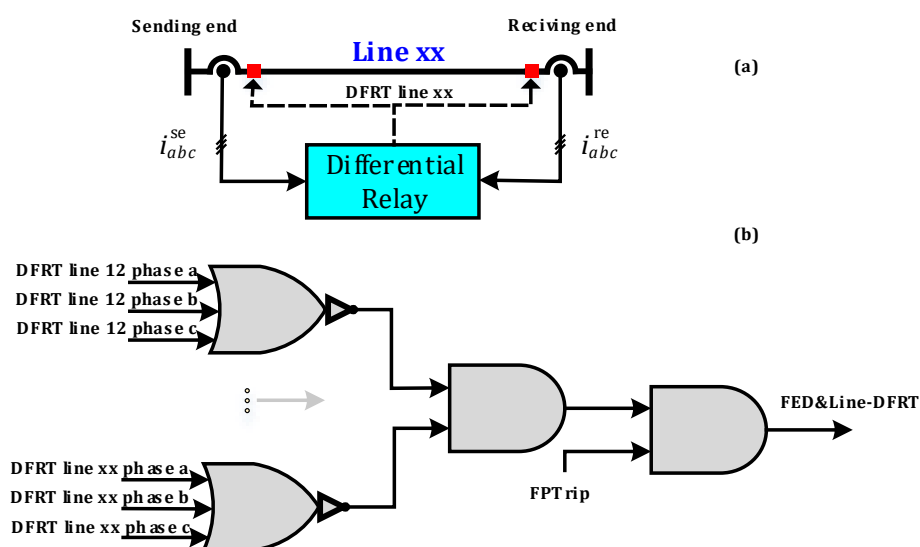 Sending end
Reciving end
Line xx
(a)
DFRT line xx
i se abc
i re abc
Differential
Relay
(b)
DFRT line 12 phase a
DFRT line 12 phase b
DFRT line 12 phase c
FED&Line-DFRT
DFRT line xx phase a
DFRT line xx phase b
DFRT line xx phase c
FPTrip